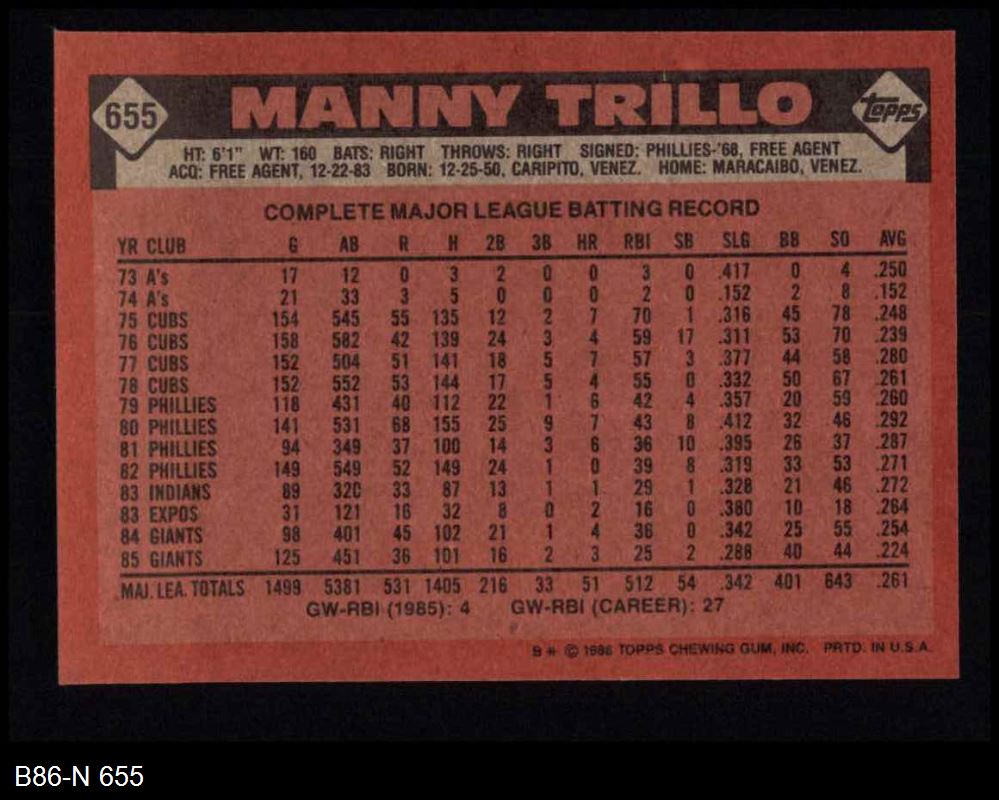 655 MANNY TRILLO topps
HT: 6'1" WT: 160 BATS: RIGHT THROWS: RIGHT SIGNED: PHILLIES-'68, FREE AGENT
ACQ: FREE AGENT, 12-22-83 BORN: 12-25-50, CARIPITO, VENEZ. HOME: MARACAIBO, VENEZ.
COMPLETE MAJOR LEAGUE BATTING RECORD
YR CLUB G AB R H 2B 3B HR RBI SB SLG BB SO AVG
73 A's 17 12 0 3 2 0 0 3 0 .417 0 4 .250
74 A's 21 33 3 5 0 0 0 2 0 .152 2 8 .152
75 CUBS 154 545 55 135 12 2 7 70 1 .316 45 78 .248
76 CUBS 158 582 42 139 24 3 4 59 17 .311 53 70 .239
77 CUBS 152 504 51 141 18 5 7 57 3 .377 44 58 .280
78 CUBS 152 552 53 144 17 5 4 55 0 .332 50 67 .261
79 PHILLIES 118 431 40 112 22 1 6 42 4 .357 20 59 .260
80 PHILLIES 141 531 68 155 25 9 7 43 8 .412 32 46 .292
81 PHILLIES 94 349 37 100 14 3 6 36 10 .395 26 37 .287
82 PHILLIES 149 549 52 149 24 1 0 39 8 .319 33 53 .271
83 INDIANS 89 320 33 87 13 1 1 29 1 .328 21 46 .272
83 EXPOS 31 121 16 32 8 0 2 16 0 .380 10 18 .264
84 GIANTS 98 401 45 102 21 1 4 36 0 .342 25 55 .254
85 GIANTS 125 451 36 101 16 2 3 25 2 .288 40 44 .224
MAJ. LEA. TOTALS 1499 5381 531 1405 216 33 51 512 54 .342 401 643 .261
GW-RBI (1985): 4 GW-RBI (CAREER): 27
B* © 1986 TOPPS CHEWING GUM, INC. PRTD. IN U.S.A.
B86-N 655